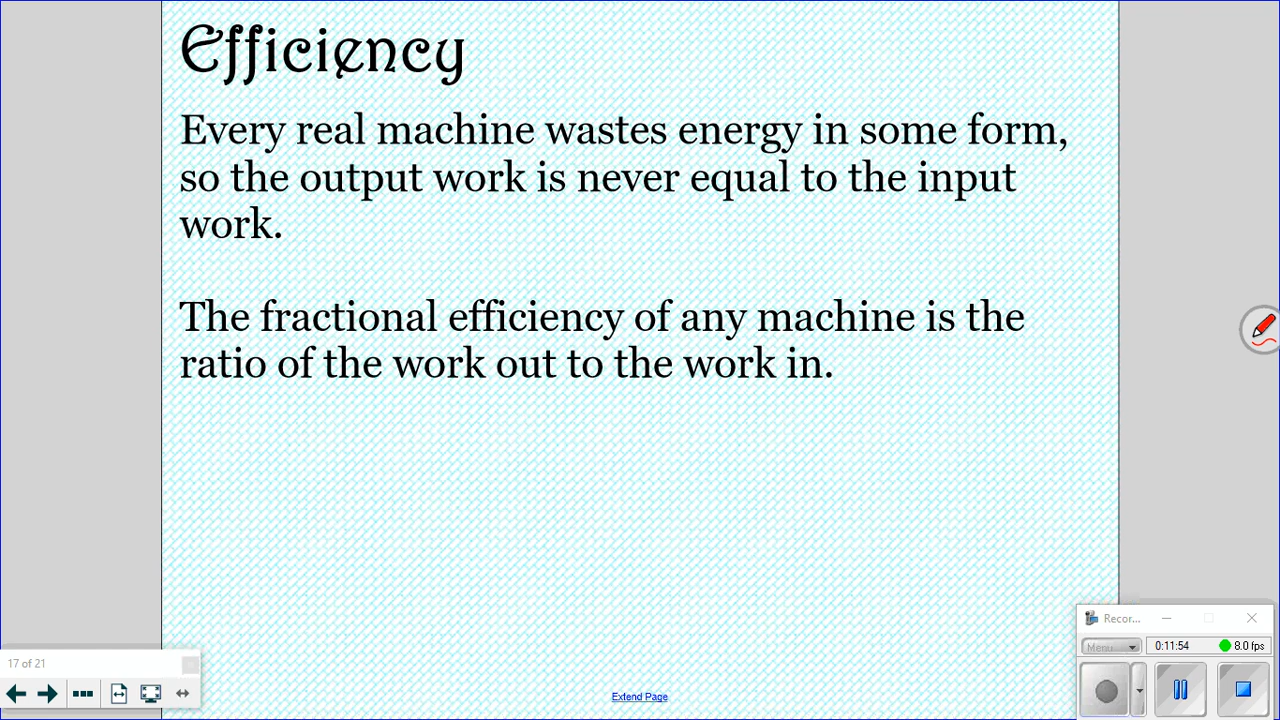 Efficiency
Every real machine wastes energy in some form,
so the output work is never equal to the input
work.
The fractional efficiency of any machine is the
ratio of the work out to the work in.
Recor...
Menu
0:11:54
8.0 fps
17 of 21
Extend Page